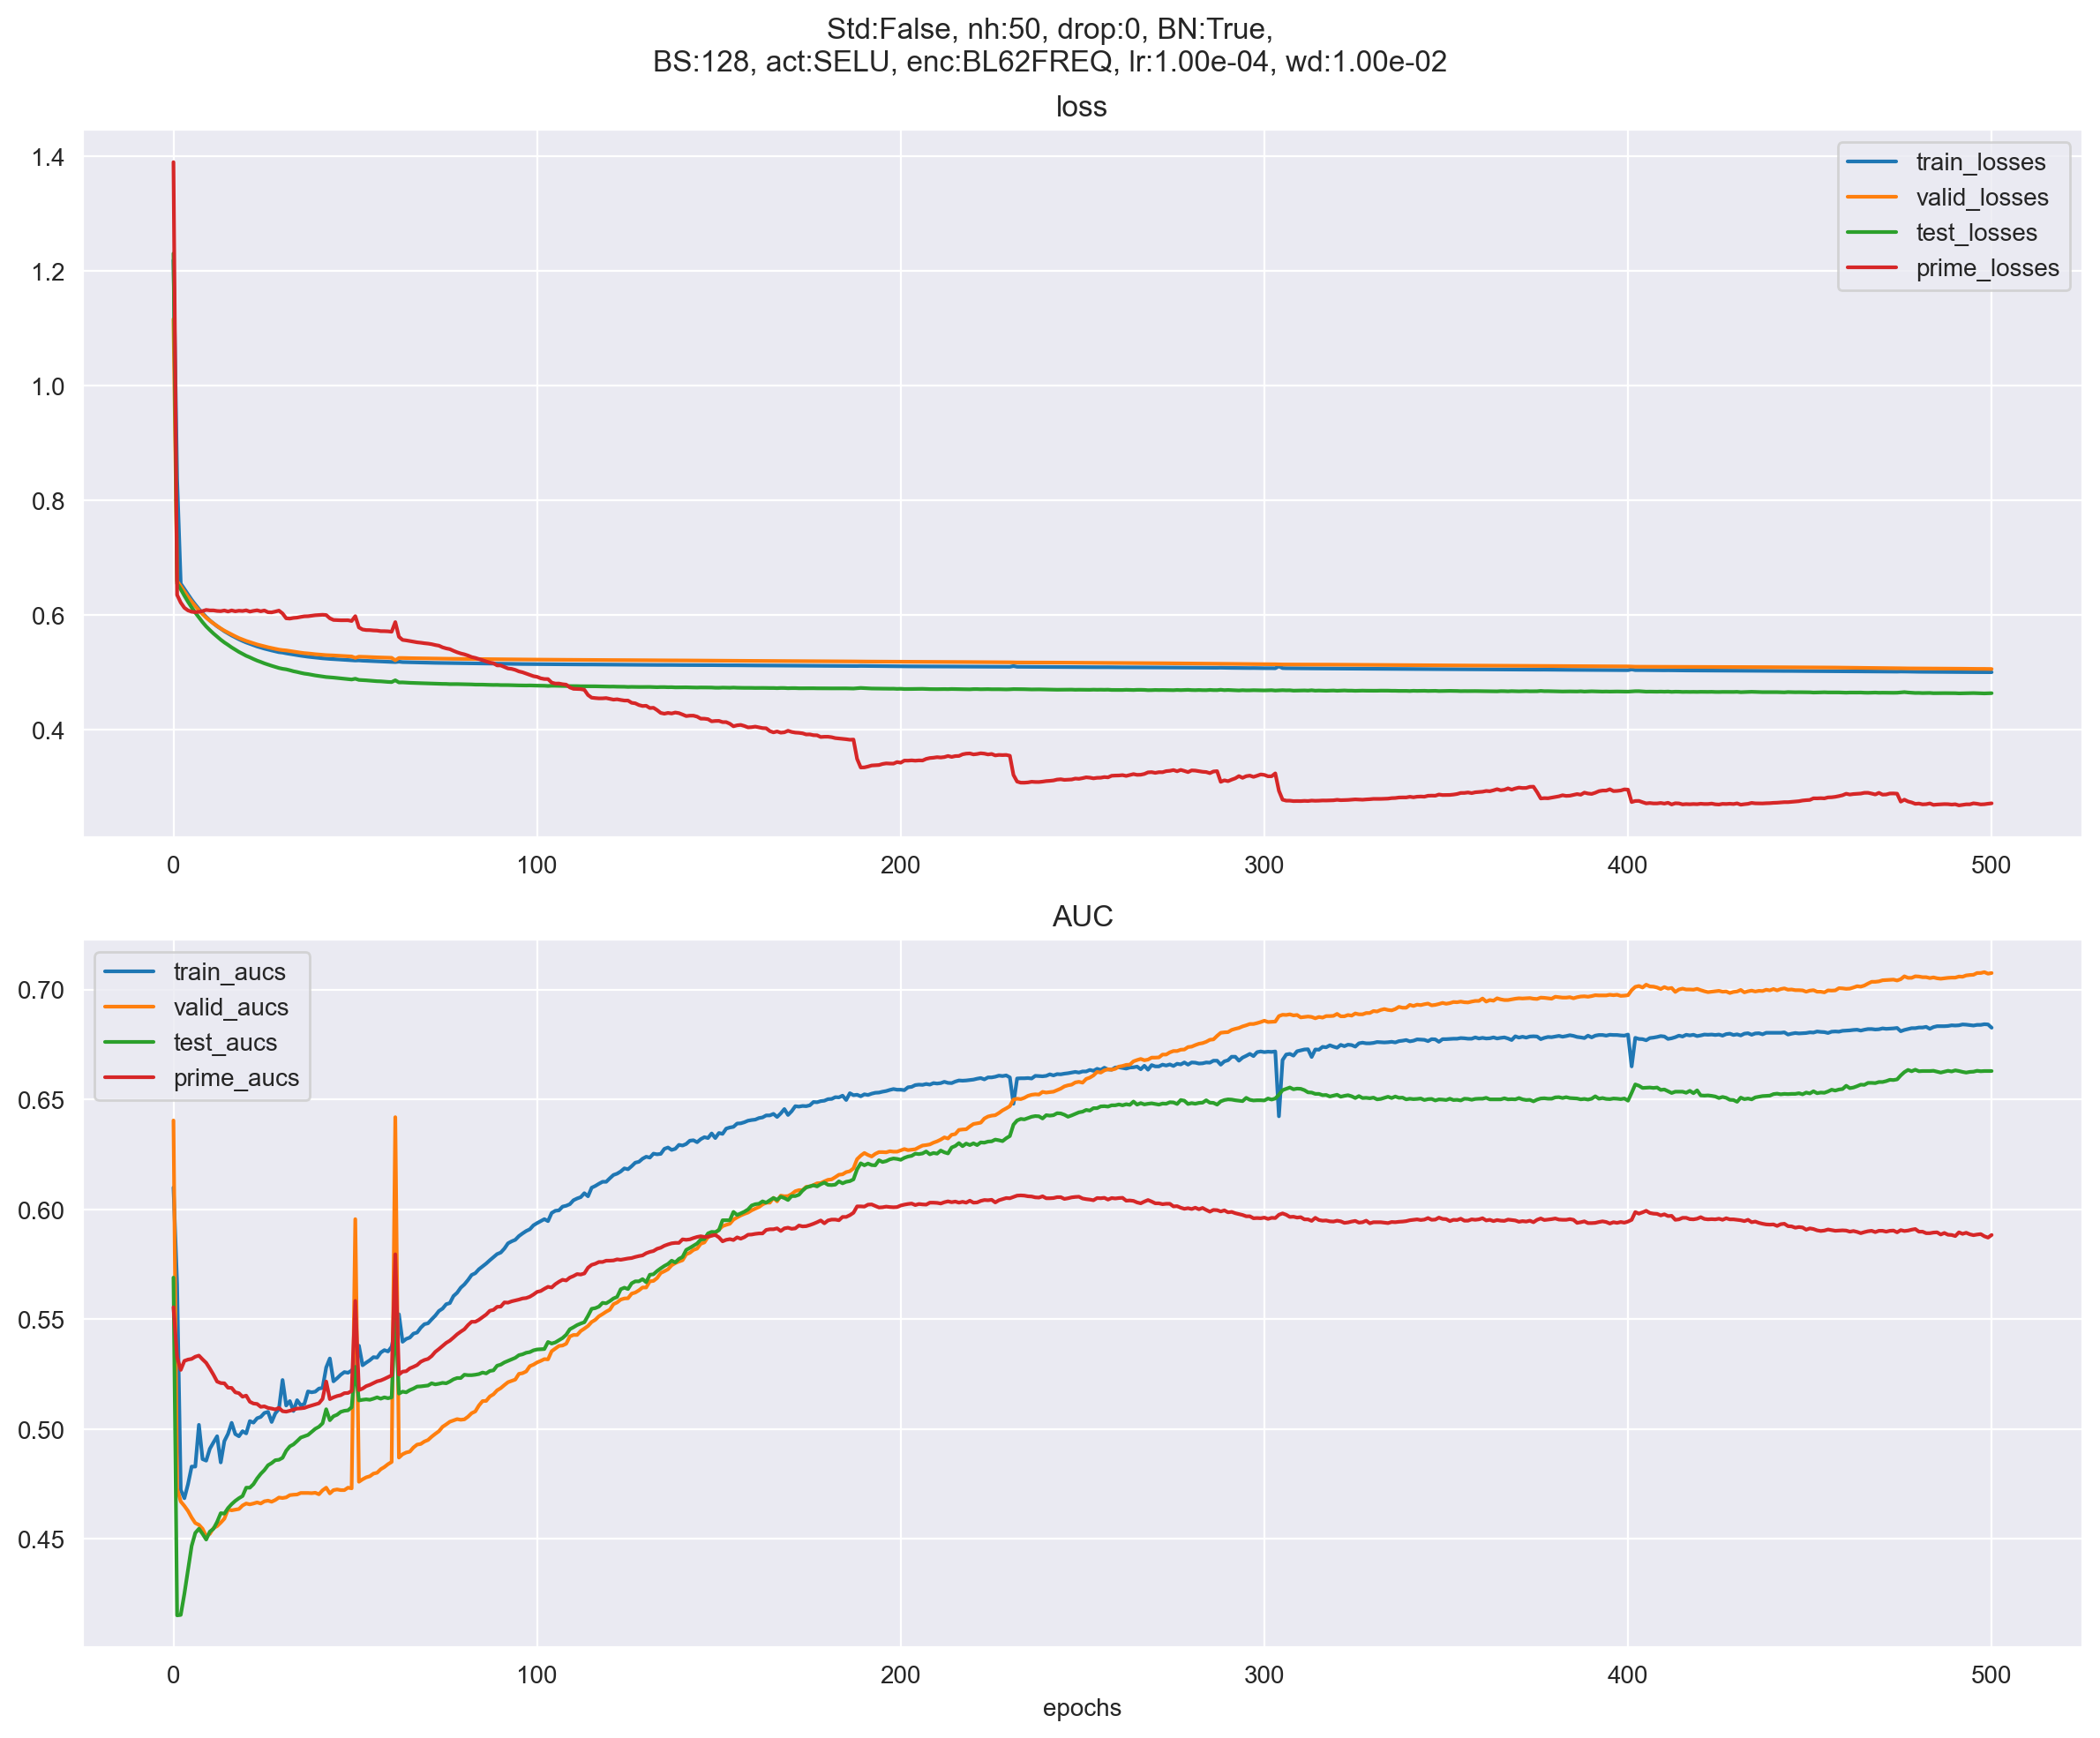 Std:False, nh:50, drop:0, BN:True,
BS:128, act:SELU, enc:BL62FREQ, lr:1.00e-04, wd:1.00e-02
loss
1.4
1.2
1.0
0.8
0.6
0.4
train_losses
valid_losses
test_losses
prime_losses
0 100 200 300 400 500
AUC
0.70
0.65
0.60
0.55
0.50
0.45
train_aucs
valid_aucs
test_aucs
prime_aucs
0 100 200 300 400 500
epochs